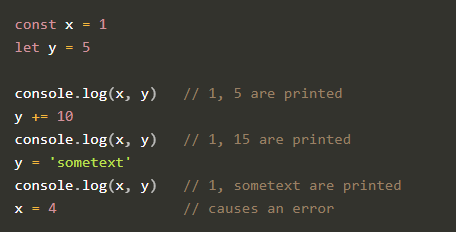 const x = 1
let y = 5
console.log(x, y)   // 1, 5 are printed
y += 10
console.log(x, y)   // 1, 15 are printed
y = 'sometext'
console.log(x, y)   // 1, sometext are printed
x = 4               // causes an error